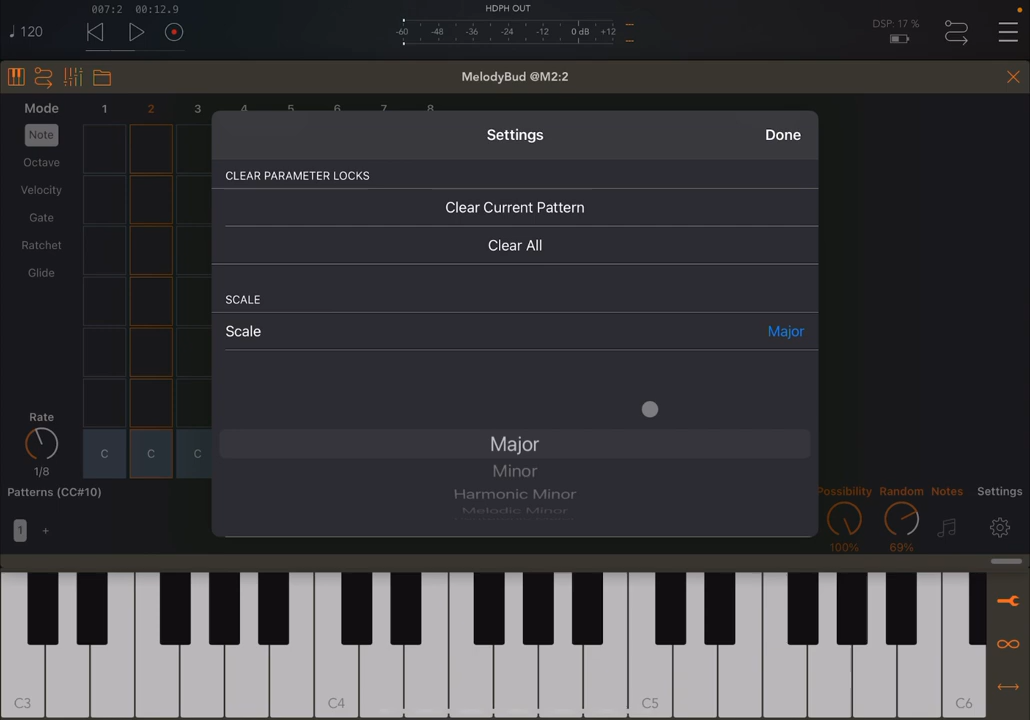 007:2 00:12.9
HDPH OUT
♩ 120
-60 -48 -36 -24 -12 0 dB +12
DSP: 17 %
MelodyBud @M2:2
Mode 1 2 3 4 5 6 7 8
Note
Octave
Velocity
Gate
Ratchet
Glide
Rate
1/8
C C C
Patterns (CC#10)
1 +
Settings Done
CLEAR PARAMETER LOCKS
Clear Current Pattern
Clear All
SCALE
Scale Major
Major
Minor
Harmonic Minor
Melodic Minor
Possibility Random Notes Settings
100% 69%
C3 C4 C5 C6